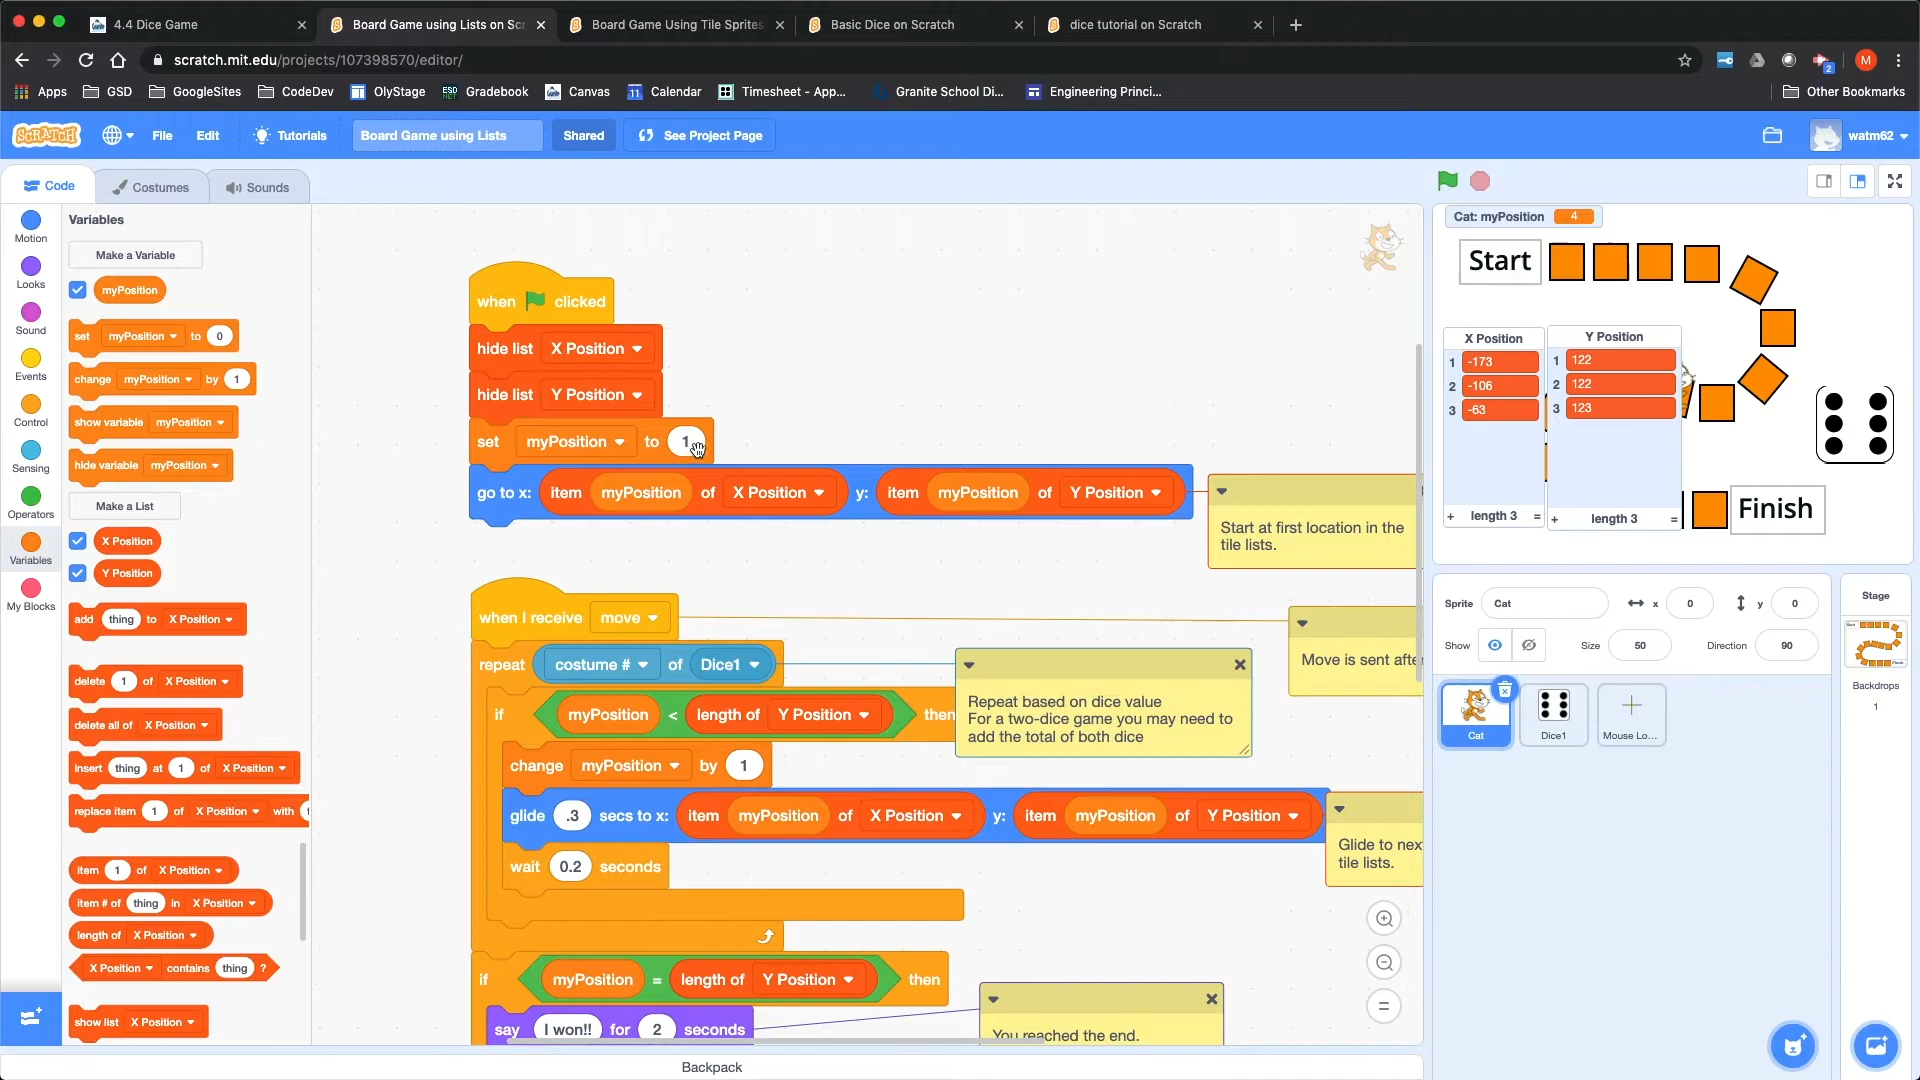 4.4 Dice Game
Board Game using Lists on Scr
Board Game Using Tile Sprites
Basic Dice on Scratch
dice tutorial on Scratch
scratch.mit.edu/projects/107398570/editor/
M
2
Apps
GSD
GoogleSites
CodeDev
OlyStage
Gradebook
Canvas
11
Calendar
Timesheet - App...
Granite School Di...
Engineering Princi...
Other Bookmarks
SCRATCH
File
Edit
Tutorials
Board Game using Lists
Shared
See Project Page
watm62
Code
Costumes
Sounds
Motion
Looks
Sound
Events
Control
Sensing
Operators
Variables
My Blocks
Variables
Make a Variable
myPosition
set myPosition to 0
change myPosition by 1
show variable myPosition
hide variable myPosition
Make a List
X Position
Y Position
add thing to X Position
delete 1 of X Position
delete all of X Position
insert thing at 1 of X Position
replace item 1 of X Position with
item 1 of X Position
item # of thing in X Position
length of X Position
X Position contains thing ?
show list X Position
when clicked
hide list X Position
hide list Y Position
set myPosition to 1
go to x: item myPosition of X Position y: item myPosition of Y Position
Start at first location in the
tile lists.
when I receive move
Move is sent afte
repeat costume # of Dice1
if myPosition < length of Y Position then
Repeat based on dice value
For a two-dice game you may need to
add the total of both dice
change myPosition by 1
glide .3 secs to x: item myPosition of X Position y: item myPosition of Y Position
Glide to nex
tile lists.
wait 0.2 seconds
if myPosition = length of Y Position then
say I won!! for 2 seconds
You reached the end.
Backpack
Cat: myPosition 4
Start
X Position
1 -173
2 -106
3 -63
+ length 3 =
Y Position
1 122
2 122
3 123
+ length 3 =
Finish
Sprite Cat x 0 y 0
Show Size 50 Direction 90
Cat
Dice1
Mouse Lo...
Stage
Backdrops
1